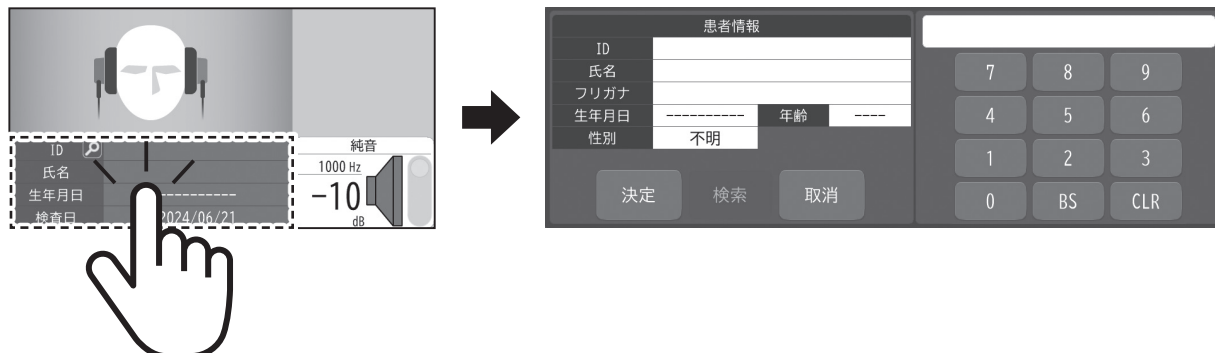 ID
氏名
生年月日 ----------
検査日 2024/06/21
純音
1000 Hz
-10
dB
患者情報
ID
氏名
フリガナ
生年月日 ---------- 年齢 ----
性別 不明
決定 検索 取消
7 8 9
4 5 6
1 2 3
0 BS CLR